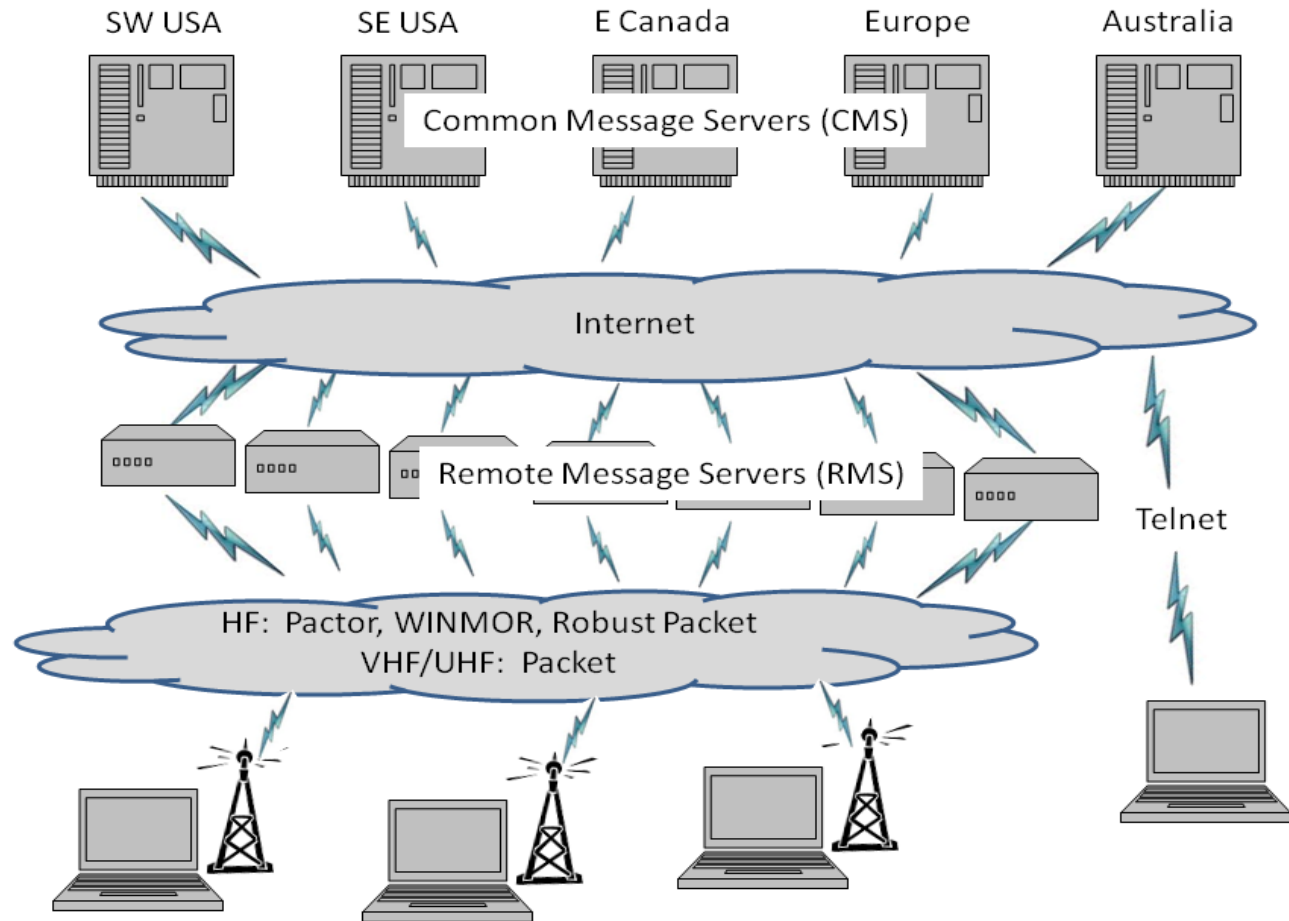 SW USA
SE USA
E Canada
Europe
Australia
Common Message Servers (CMS)
Internet
Remote Message Servers (RMS)
Telnet
HF:  Pactor, WINMOR, Robust Packet
VHF/UHF:  Packet